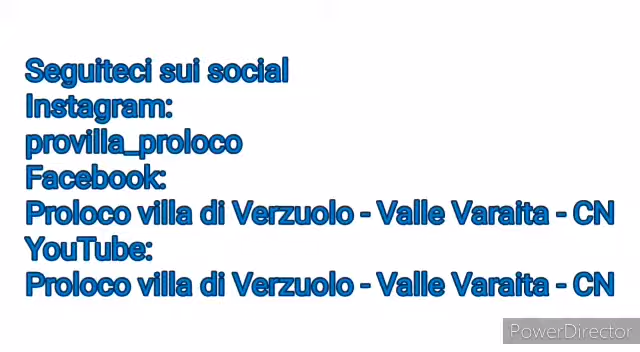 Seguiteci sui social
Instagram:
provilla_proloco
Facebook:
Proloco villa di Verzuolo - Valle Varaita - CN
YouTube:
Proloco villa di Verzuolo - Valle Varaita - CN
PowerDirector